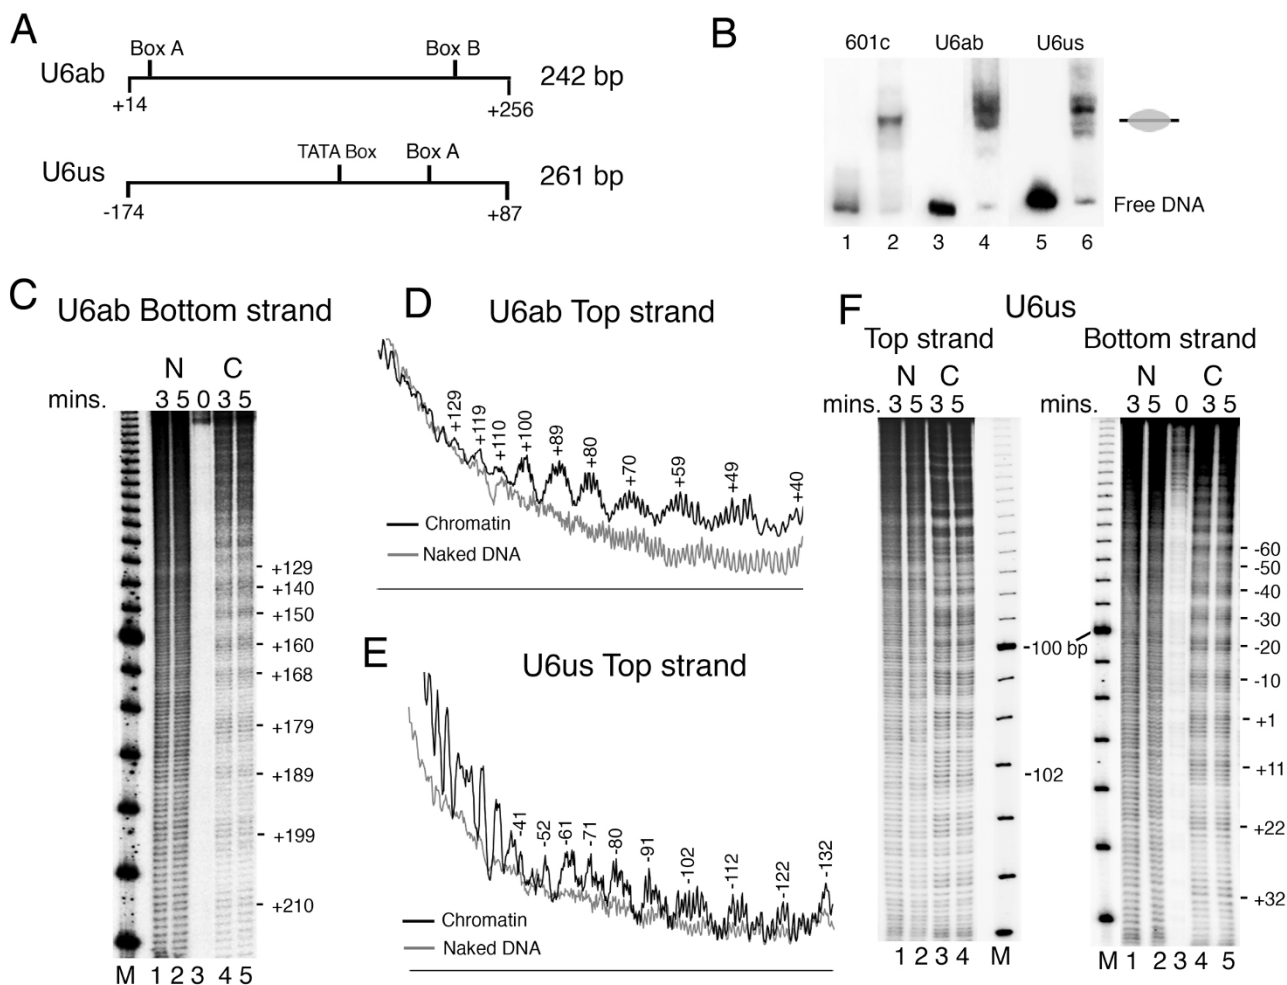 A
Box A
Box B
U6ab
242 bp
+14
+256
TATA Box
Box A
U6us
261 bp
-174
+87
B
601c
U6ab
U6us
Free DNA
1 2 3 4 5 6
C
U6ab Bottom strand
N C
mins. 3 5 0 3 5
+129
+140
+150
+160
+168
+179
+189
+199
+210
M 1 2 3 4 5
D
U6ab Top strand
+129
+119
+110
+100
+89
+80
+70
+59
+49
+40
Chromatin
Naked DNA
E
U6us Top strand
-41
-52
-61
-71
-80
-91
-102
-112
-122
-132
Chromatin
Naked DNA
F
U6us
Top strand
N C
mins. 3 5 3 5
-100 bp
-102
1 2 3 4 M
Bottom strand
N C
mins. 3 5 0 3 5
-60
-50
-40
-30
-20
-10
+1
+11
+22
+32
M 1 2 3 4 5